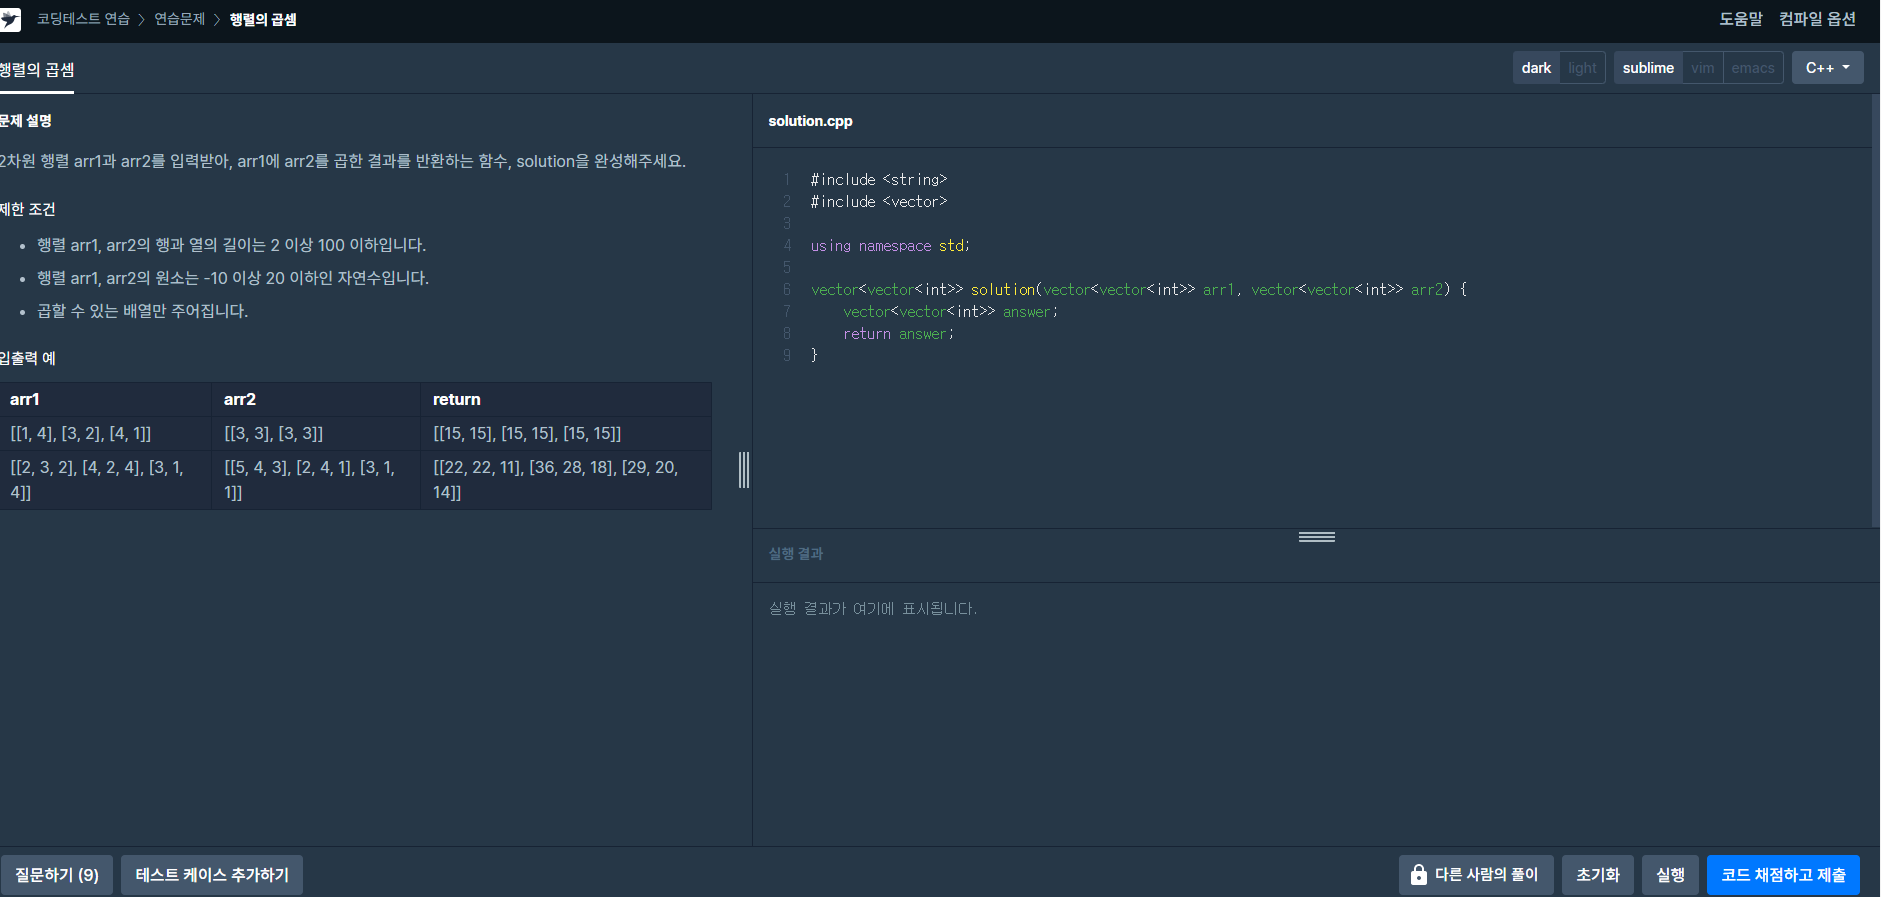 코딩테스트 연습 > 연습문제 > 행렬의 곱셈
도움말 컴파일 옵션
행렬의 곱셈
dark light sublime vim emacs C++
문제 설명
2차원 행렬 arr1과 arr2를 입력받아, arr1에 arr2를 곱한 결과를 반환하는 함수, solution을 완성해주세요.
제한 조건
• 행렬 arr1, arr2의 행과 열의 길이는 2 이상 100 이하입니다.
• 행렬 arr1, arr2의 원소는 -10 이상 20 이하인 자연수입니다.
• 곱할 수 있는 배열만 주어집니다.
입출력 예
arr1 arr2 return
[[1, 4], [3, 2], [4, 1]] [[3, 3], [3, 3]] [[15, 15], [15, 15], [15, 15]]
[[2, 3, 2], [4, 2, 4], [3, 1, [[5, 4, 3], [2, 4, 1], [3, 1, [[22, 22, 11], [36, 28, 18], [29, 20,
4]] 1]] 14]]
solution.cpp
1 #include <string>
2 #include <vector>
3
4 using namespace std;
5
6 vector<vector<int>> solution(vector<vector<int>> arr1, vector<vector<int>> arr2) {
7     vector<vector<int>> answer;
8     return answer;
9 }
실행 결과
실행 결과가 여기에 표시됩니다.
질문하기 (9) 테스트 케이스 추가하기
다른 사람의 풀이 초기화 실행 코드 채점하고 제출